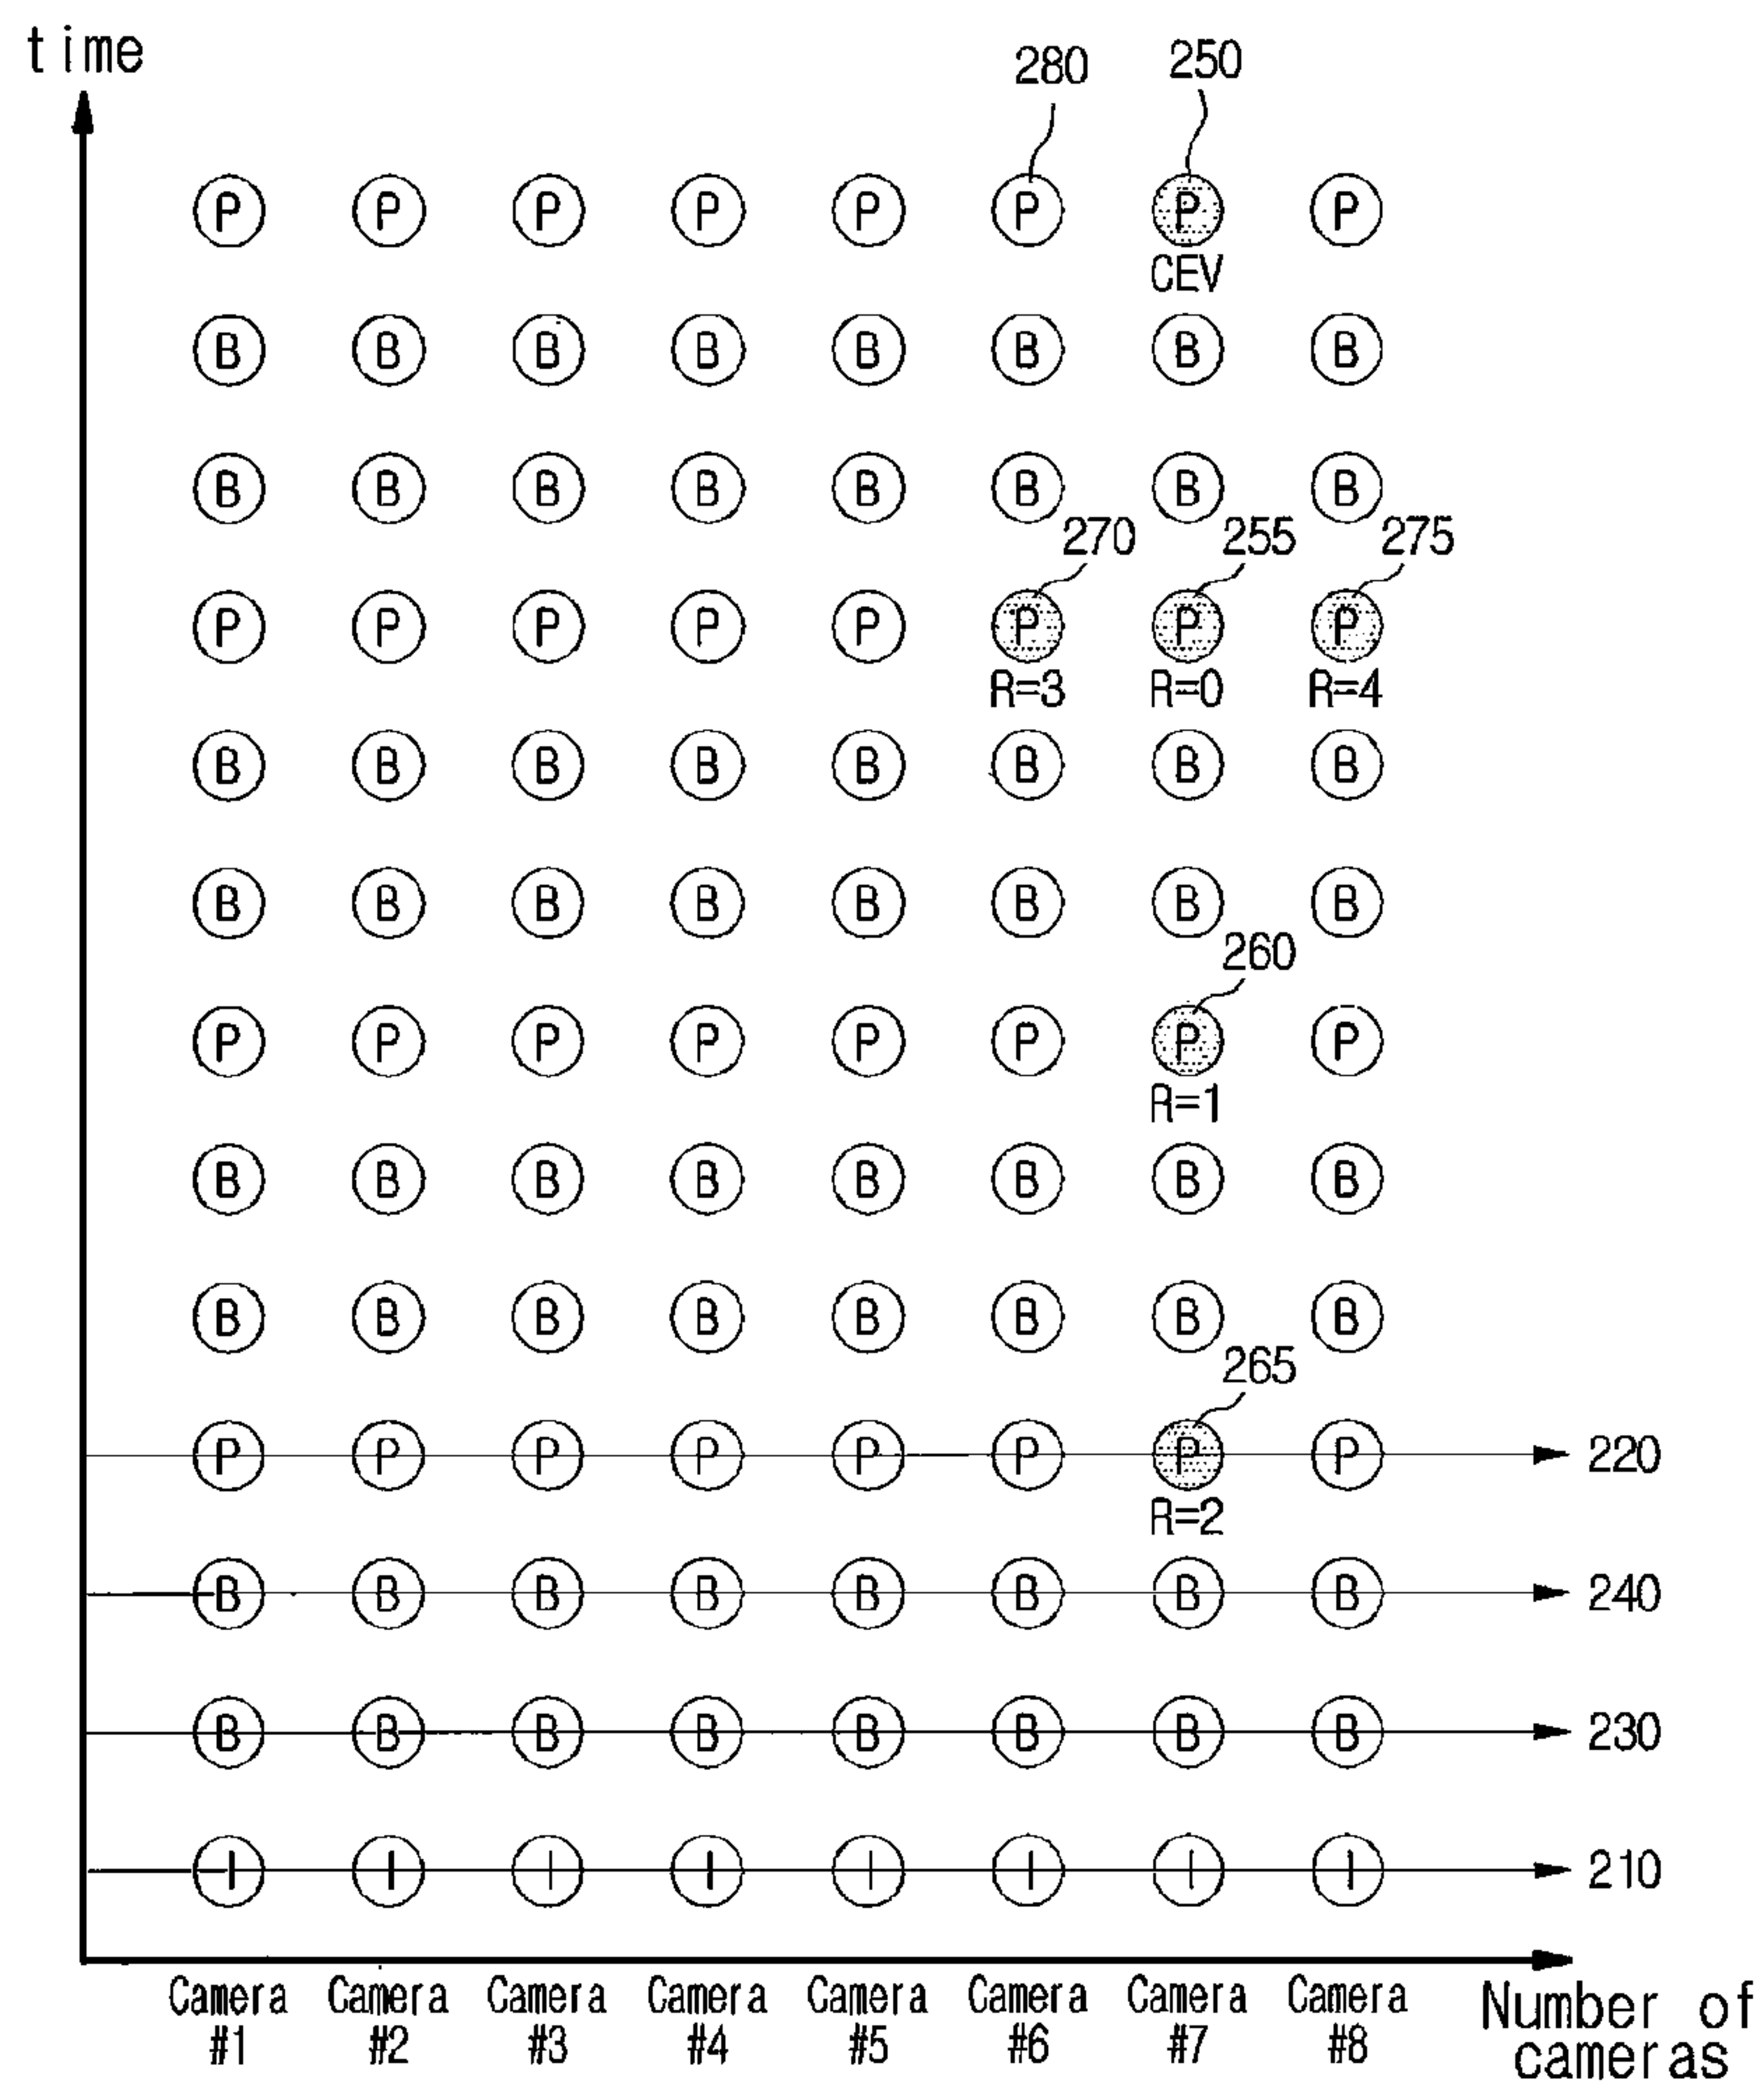 time
280 250
P P P P P P P P
CEV
B B B B B B B B
B B B B B B B B
270 255 275
P P P P P P P P
R=3 R=0 R=4
B B B B B B B B
B B B B B B B B
260
P P P P P P P P
R=1
B B B B B B B B
B B B B B B B B
265
P P P P P P P P 220
R=2
B B B B B B B B 240
B B B B B B B B 230
I I I I I I I I 210
Camera Camera Camera Camera Camera Camera Camera Camera
#1 #2 #3 #4 #5 #6 #7 #8
Number of
cameras